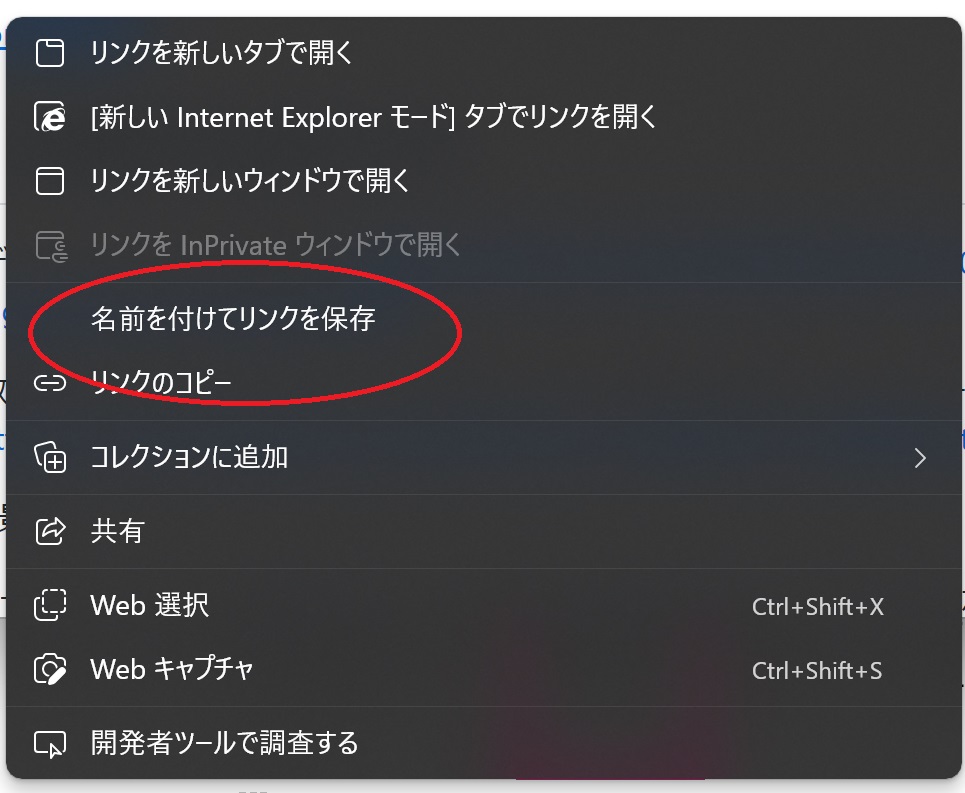 リンクを新しいタブで開く
[新しい Internet Explorer モード] タブでリンクを開く
リンクを新しいウィンドウで開く
リンクを InPrivate ウィンドウで開く
名前を付けてリンクを保存
リンクのコピー
コレクションに追加
共有
Web 選択 Ctrl+Shift+X
Web キャプチャ Ctrl+Shift+S
開発者ツールで調査する